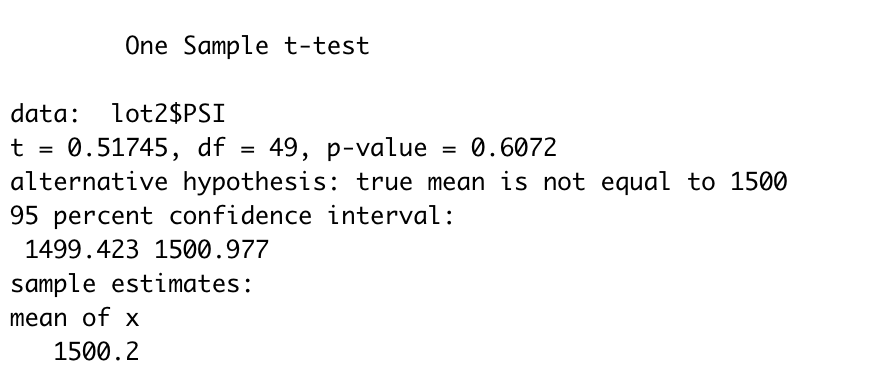 One Sample t-test
data:  lot2$PSI
t = 0.51745, df = 49, p-value = 0.6072
alternative hypothesis: true mean is not equal to 1500
95 percent confidence interval:
1499.423 1500.977
sample estimates:
mean of x
1500.2